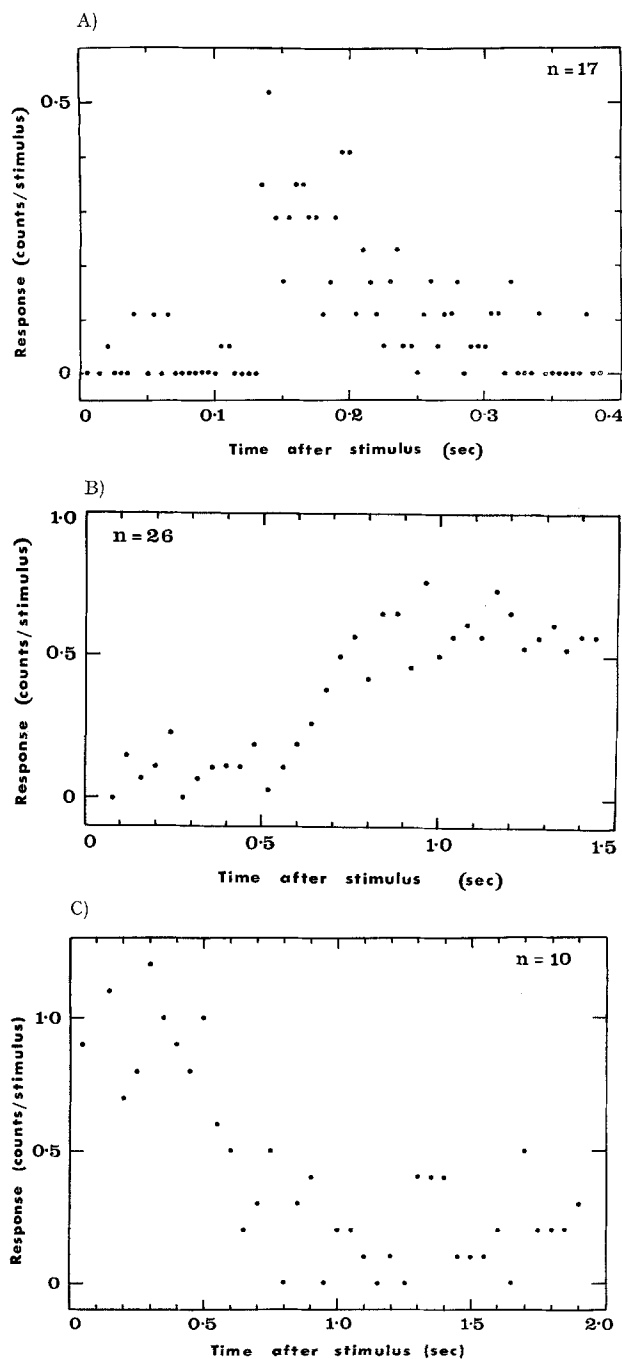 A)
n = 17
0·5
0
Response (counts/stimulus)
0 0·1 0·2 0·3 0·4
Time after stimulus (sec)
B)
1·0
n = 26
0·5
0
Response (counts/stimulus)
0 0·5 1·0 1·5
Time after stimulus (sec)
C)
n = 10
1·0
0·5
0
Response (counts/stimulus)
0 0·5 1·0 1·5 2·0
Time after stimulus (sec)